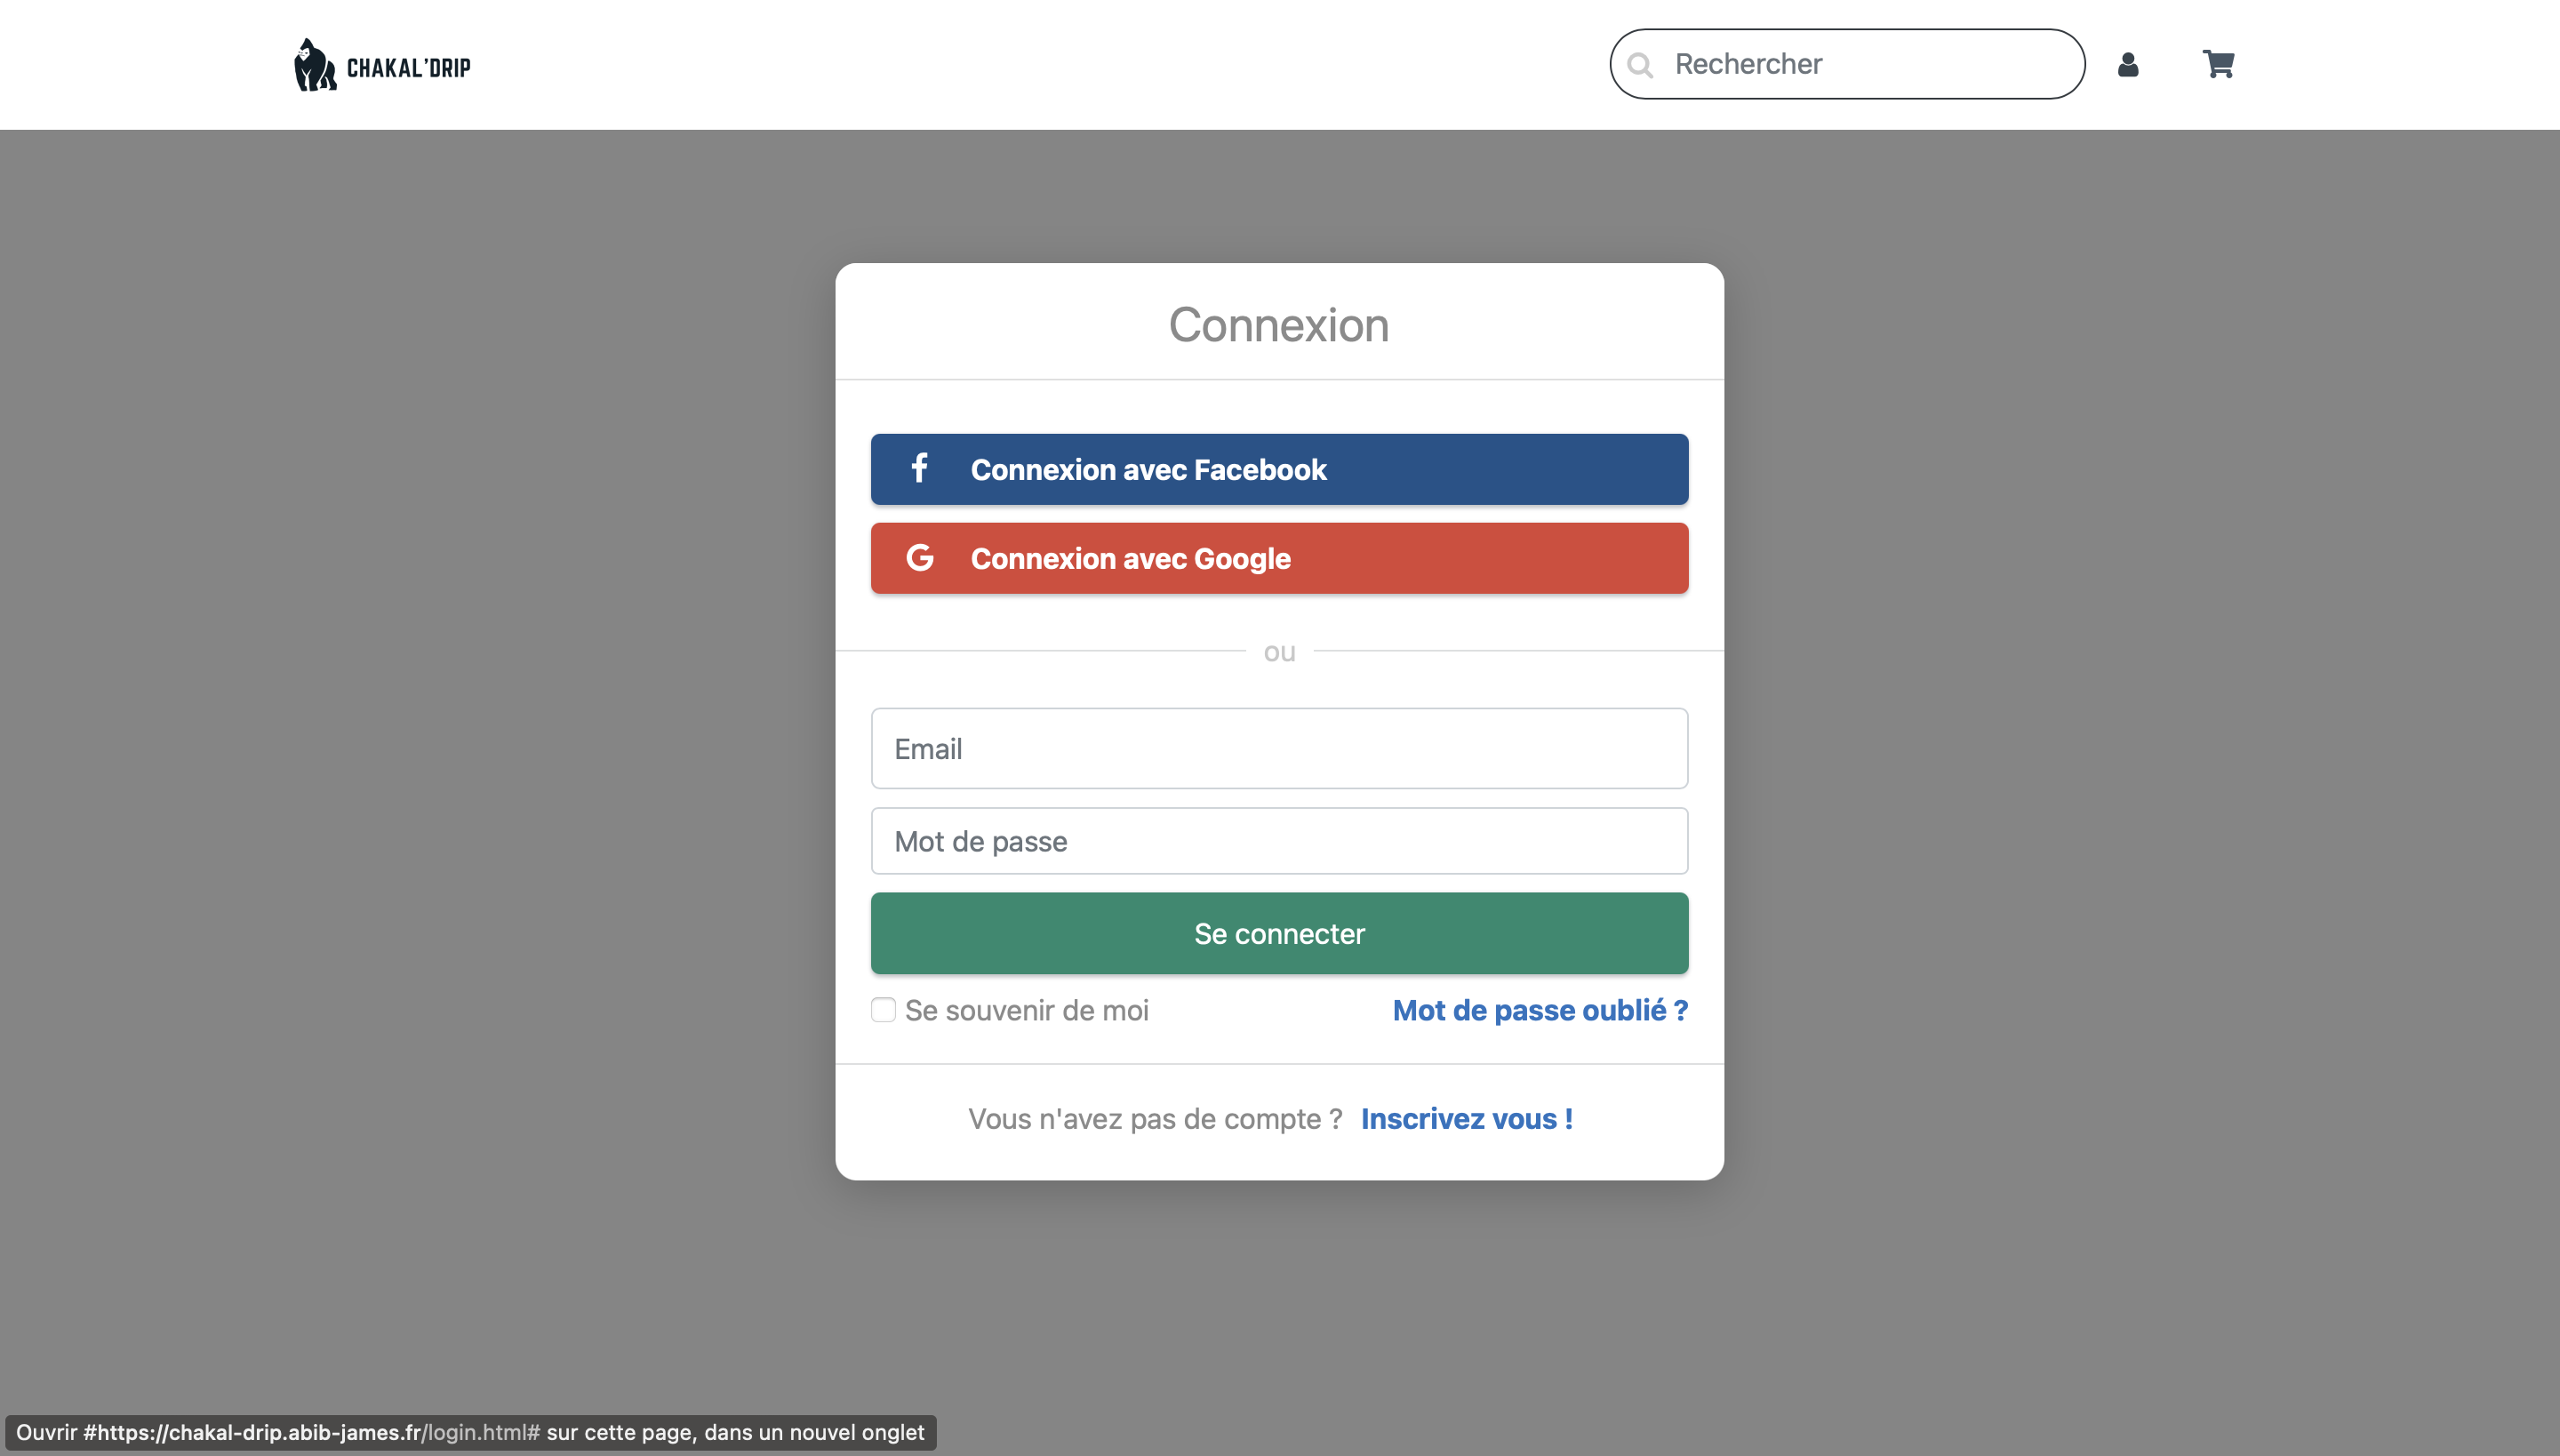 CHAKAL'DRIP
Rechercher
Connexion
Connexion avec Facebook
Connexion avec Google
ou
Email
Mot de passe
Se connecter
Se souvenir de moi
Mot de passe oublié ?
Vous n'avez pas de compte ? Inscrivez vous !
Ouvrir #https://chakal-drip.abib-james.fr/login.html# sur cette page, dans un nouvel onglet